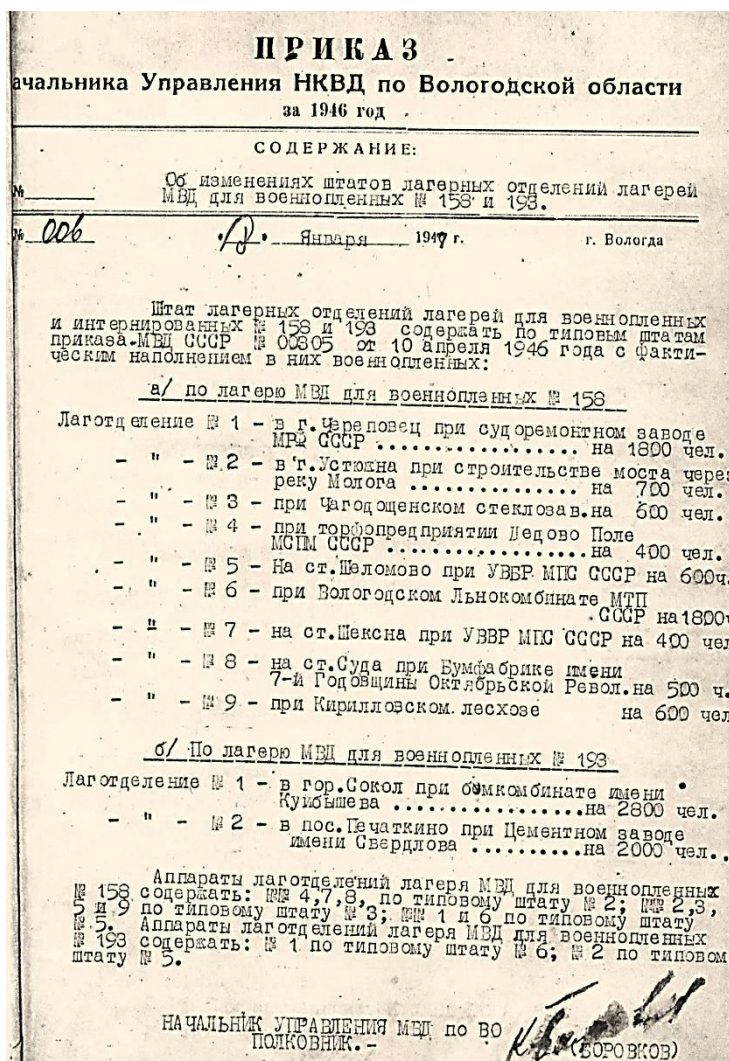 ПРИКАЗ
ачальника Управления НКВД по Вологодской области
за 1946 год
СОДЕРЖАНИЕ:
№
Об изменениях штатов лагерных отделений лагерей
МВД для военнопленных № 158 и 193.
№ 006 Января 1947 г. г. Вологда
Штат лагерных отделений лагерей для военнопленных
и интернированных № 158 и 193 содержать по типовым штатам
приказа МВД СССР № 00305 от 10 апреля 1946 года с факти-
ческим наполнением в них военнопленных:
а/ по лагерю МВД для военнопленных № 158
Лаготделение № 1 - в г.Череповец при судоремонтном заводе
МРФ СССР .................. на 1800 чел.
- " - № 2 - в г.Устюжна при строительстве моста через
реку Молога ............... на 700 чел.
- " - № 3 - при Чагодощенском стеклозав.на 600 чел.
- " - № 4 - при торфопредприятии Дедово Поле
МСПМ СССР ..................на 400 чел.
- " - № 5 - На ст.Шеломово при УВВР МПС СССР на 600ч.
- " - № 6 - при Вологодском Льнокомбинате МТП
СССР на1800ч
- " - № 7 - на ст.Шексна при УВВР МПС СССР на 400 чел
- " - № 8 - на ст.Суда при Бумфабрике имени
7-й Годовщины Октябрьской Револ.на 500 ч.
- " - № 9 - при Кирилловском лесхозе на 600 чел
б/ По лагерю МВД для военнопленных № 193
Лаготделение № 1 - в гор.Сокол при бумкомбинате имени
Куйбышева .................на 2800 чел.
- " - № 2 - в пос.Печаткино при Цементном заводе
имени Свердлова ..........на 2000 чел..
Аппараты лаготделений лагеря МВД для военнопленных
№ 158 содержать: №№ 4,7,8, по типовому штату № 2; №№ 2,3,
5 и 9 по типовому штату № 3; №№ 1 и 6 по типовому штату
№ 5. Аппараты лаготделений лагеря МВД для военнопленных
№ 193 содержать: № 1 по типовому штату № 6; № 2 по типовом
штату № 5.
НАЧАЛЬНИК УПРАВЛЕНИЯ МВД по ВО
ПОЛКОВНИК.- (БОРОВКОВ)